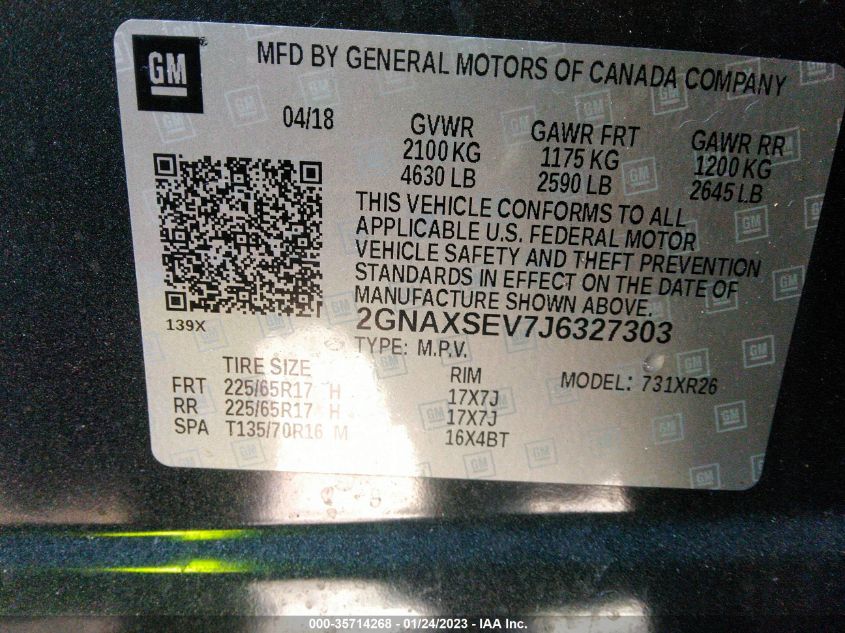 GM
MFD BY GENERAL MOTORS OF CANADA COMPANY
04/18
GVWR
2100 KG
4630 LB
GAWR FRT
1175 KG
2590 LB
GAWR RR
1200 KG
2645 LB
THIS VEHICLE CONFORMS TO ALL
APPLICABLE U.S. FEDERAL MOTOR
VEHICLE SAFETY AND THEFT PREVENTION
STANDARDS IN EFFECT ON THE DATE OF
MANUFACTURE SHOWN ABOVE.
139X
2GNAXSEV7J6327303
TYPE: M.P.V.
MODEL: 731XR26
TIRE SIZE
RIM
FRT 225/65R17 H 17X7J
RR 225/65R17 H 17X7J
SPA T135/70R16 M 16X4BT
000-35714268 - 01/24/2023 - IAA Inc.